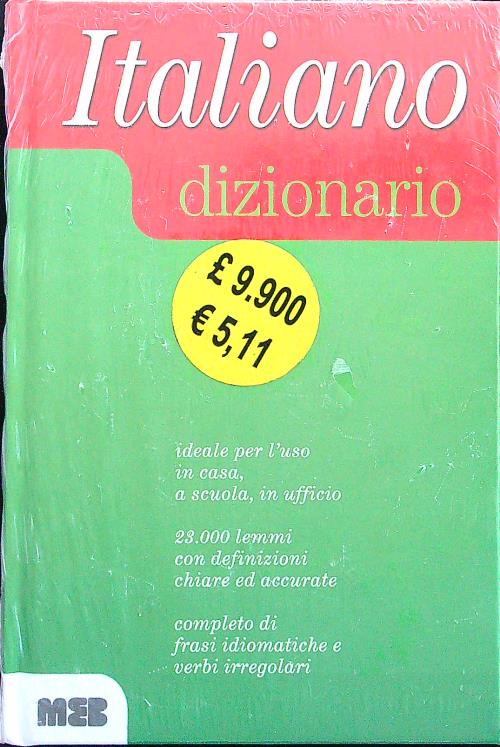 Italiano
dizionario
£ 9.900
€ 5,11
ideale per l'uso
in casa,
a scuola, in ufficio
23.000 lemmi
con definizioni
chiare ed accurate
completo di
frasi idiomatiche e
verbi irregolari
MEB